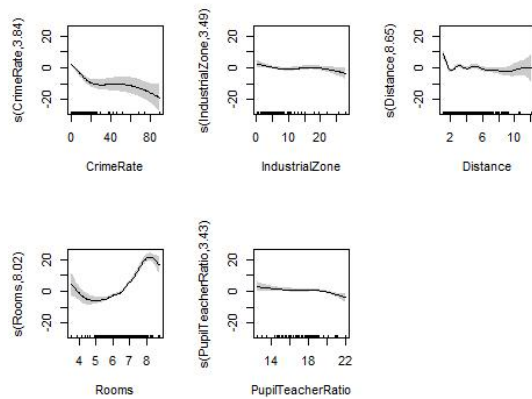 s(CrimeRate,3.84)
20
0
-20
0 40 80
CrimeRate
s(IndustrialZone,3.49)
20
0
-20
0 10 20
IndustrialZone
s(Distance,8.65)
20
0
-20
2 6
Distance
s(Rooms,8.02)
20
0
-20
4 5 6 7 8
Rooms
s(PupilTeacherRatio,3.43)
20
0
-20
14 18 22
PupilTeacherRatio